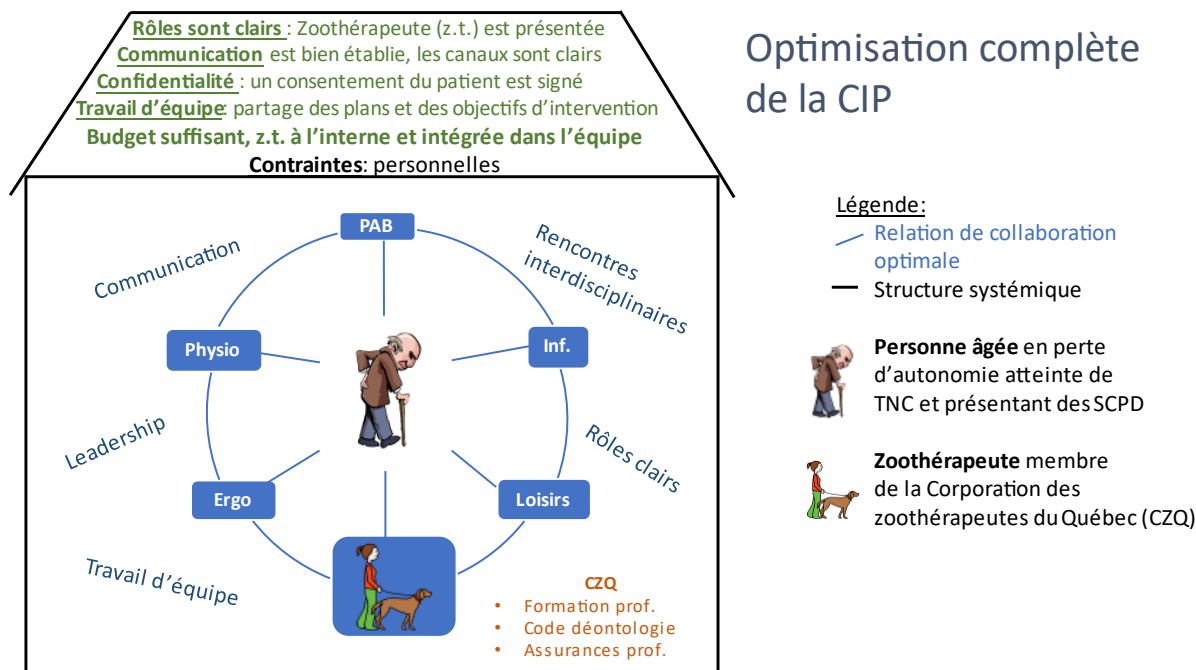 Rôles sont clairs : Zoothérapeute (z.t.) est présentée
Communication est bien établie, les canaux sont clairs
Confidentialité : un consentement du patient est signé
Travail d'équipe: partage des plans et des objectifs d'intervention
Budget suffisant, z.t. à l'interne et intégrée dans l'équipe
Contraintes: personnelles
Optimisation complète
de la CIP
PAB
Communication
Rencontres
interdisciplinaires
Physio
Inf.
Leadership
Rôles clairs
Ergo
Loisirs
Travail d'équipe
CZQ
• Formation prof.
• Code déontologie
• Assurances prof.
Légende:
Relation de collaboration
optimale
Structure systémique
Personne âgée en perte
d'autonomie atteinte de
TNC et présentant des SCPD
Zoothérapeute membre
de la Corporation des
zoothérapeutes du Québec (CZQ)